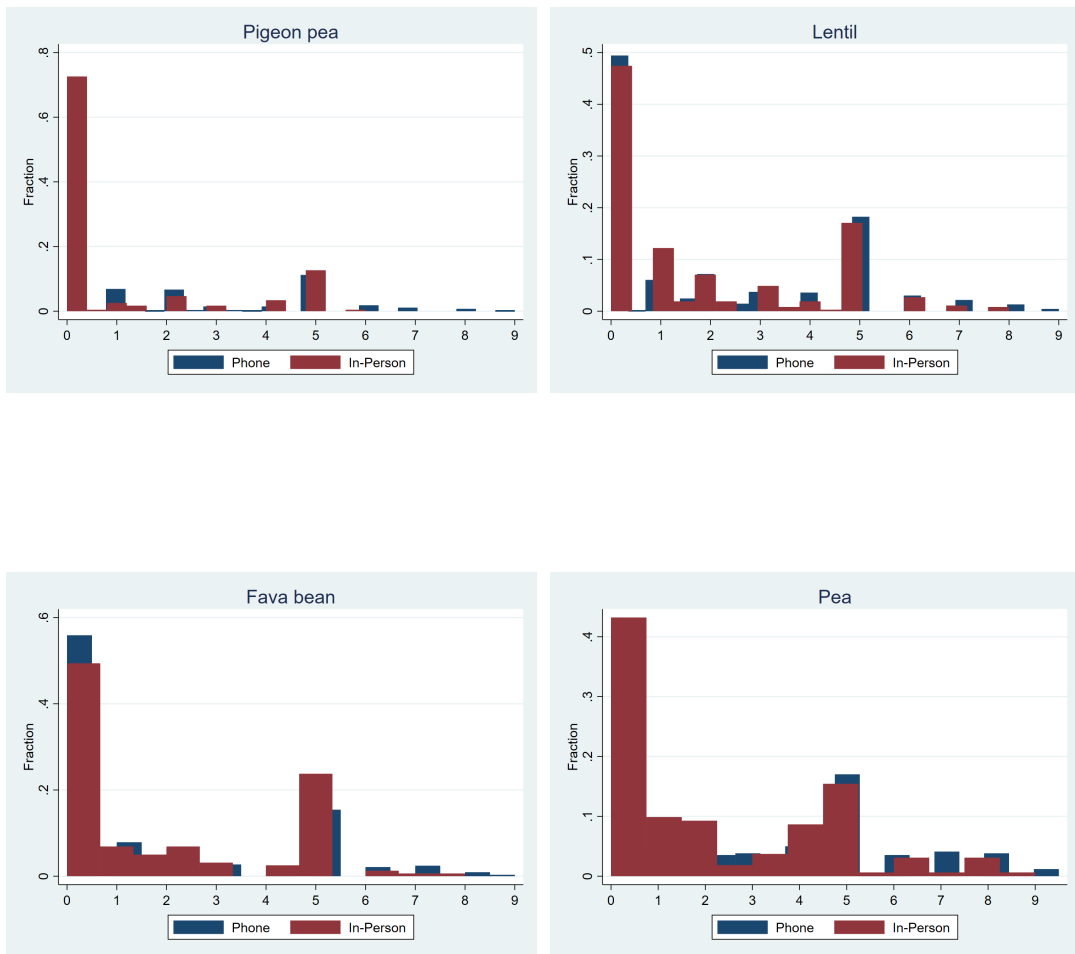 Pigeon pea
Fraction
.8
.6
.4
.2
0
0 1 2 3 4 5 6 7 8 9
Phone In-Person
Lentil
Fraction
.5
.4
.3
.2
.1
0
0 1 2 3 4 5 6 7 8 9
Phone In-Person
Fava bean
Fraction
.6
.4
.2
0
0 1 2 3 4 5 6 7 8 9
Phone In-Person
Pea
Fraction
.4
.3
.2
.1
0
0 1 2 3 4 5 6 7 8 9
Phone In-Person